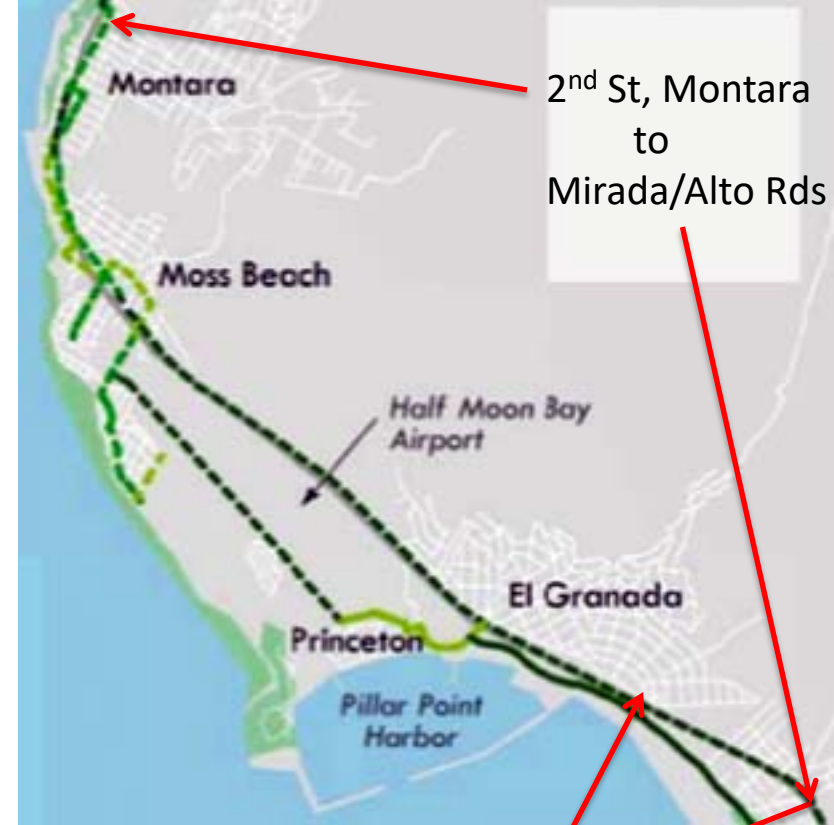 Montara
2nd St, Montara
to
Mirada/Alto Rds
Moss Beach
Half Moon Bay
Airport
El Granada
Princeton
Pillar Point
Harbor